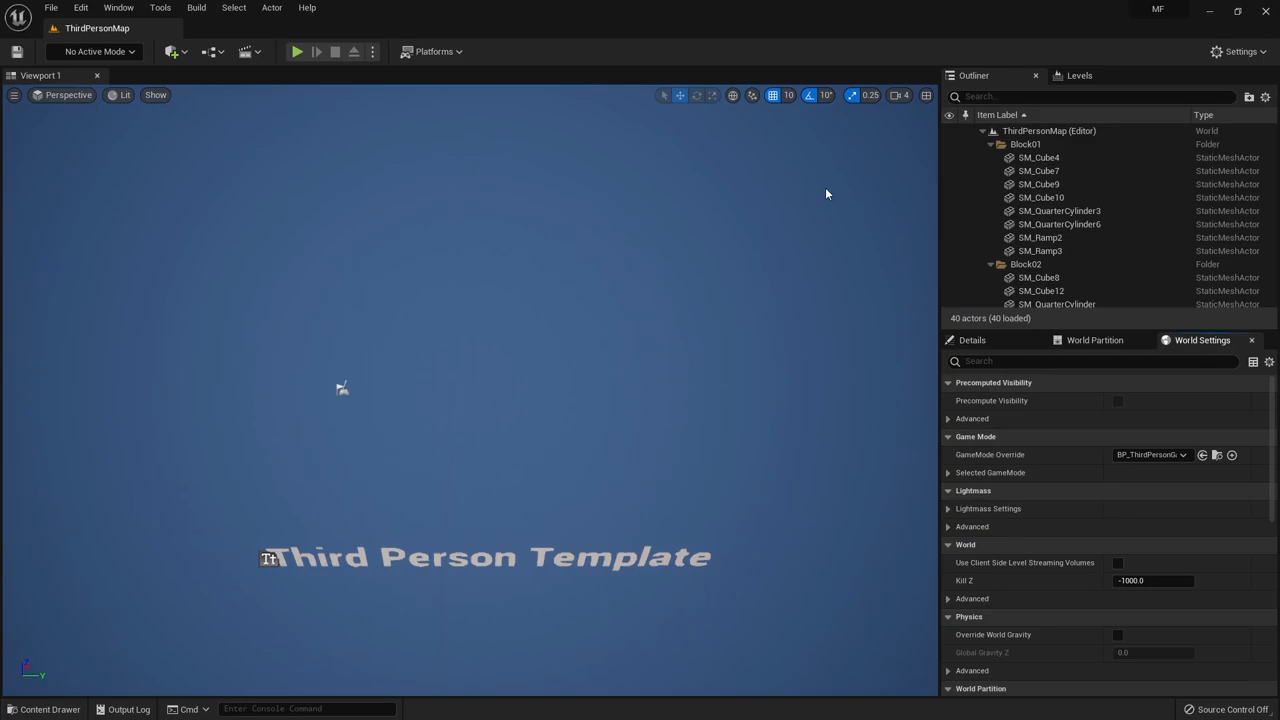 File Edit Window Tools Build Select Actor Help MF
ThirdPersonMap
No Active Mode Platforms Settings
Viewport 1 Outliner Levels
Perspective Lit Show 10 10° 0.25 4 Search...
Item Label Type
ThirdPersonMap (Editor) World
Block01 Folder
SM_Cube4 StaticMeshActor
SM_Cube7 StaticMeshActor
SM_Cube9 StaticMeshActor
SM_Cube10 StaticMeshActor
SM_QuarterCylinder3 StaticMeshActor
SM_QuarterCylinder6 StaticMeshActor
SM_Ramp2 StaticMeshActor
SM_Ramp3 StaticMeshActor
Block02 Folder
SM_Cube8 StaticMeshActor
SM_Cube12 StaticMeshActor
SM_QuarterCylinder StaticMeshActor
40 actors (40 loaded)
Details World Partition World Settings
Search
Precomputed Visibility
Precompute Visibility
Advanced
Game Mode
GameMode Override BP_ThirdPersonGa
Selected GameMode
Lightmass
Lightmass Settings
Advanced
World
Use Client Side Level Streaming Volumes
Kill Z -1000.0
Advanced
Physics
Override World Gravity
Global Gravity Z 0.0
Advanced
World Partition
Tt Third Person Template
Z Y
Content Drawer Output Log Cmd Enter Console Command Source Control Off